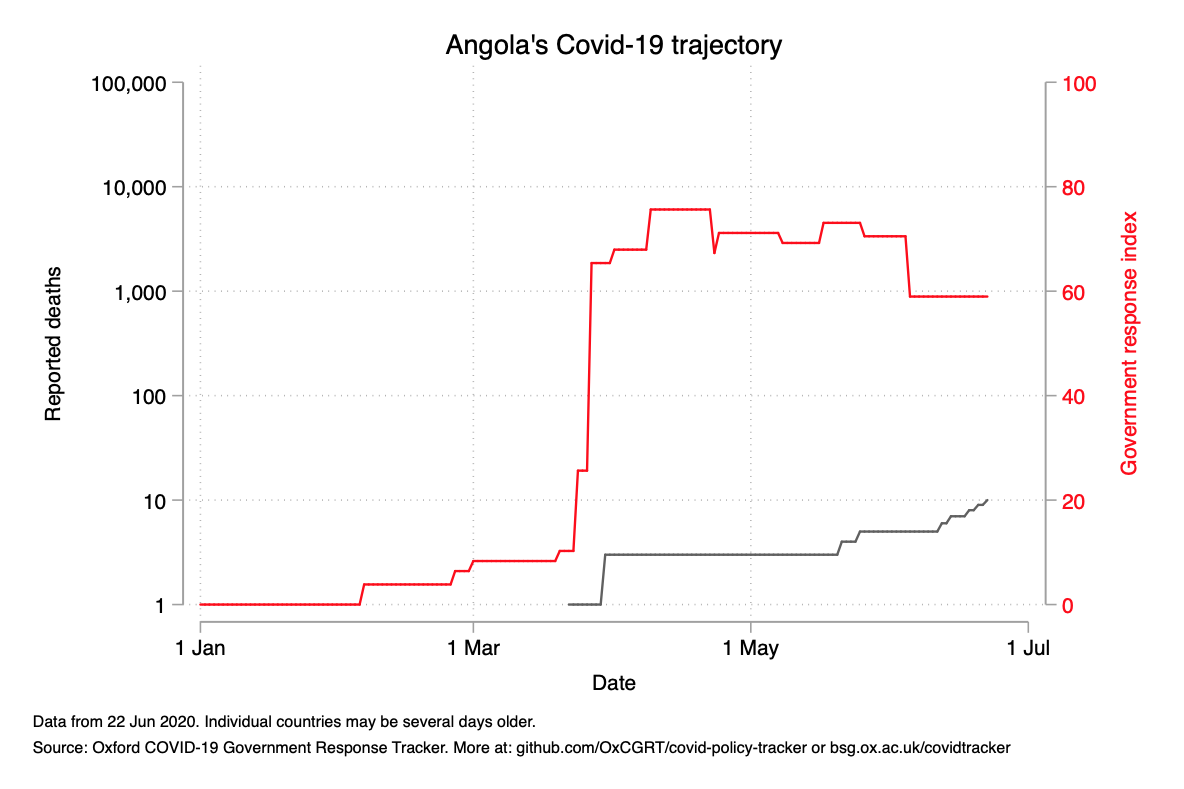 Angola's Covid-19 trajectory
100,000
10,000
1,000
100
10
1
Reported deaths
100
80
60
40
20
0
Government response index
1 Jan
1 Mar
1 May
1 Jul
Date
Data from 22 Jun 2020. Individual countries may be several days older.
Source: Oxford COVID-19 Government Response Tracker. More at: github.com/OxCGRT/covid-policy-tracker or bsg.ox.ac.uk/covidtracker